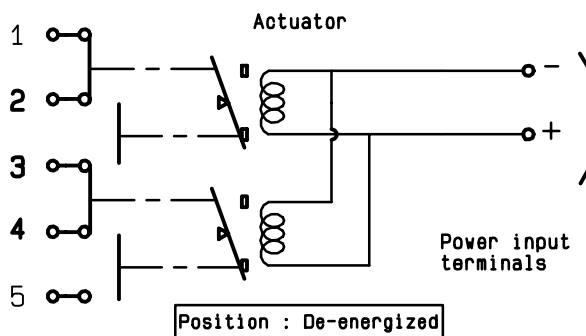 Actuator
1
2
3
4
5
-
+
Power input
terminals
Position : De-energized